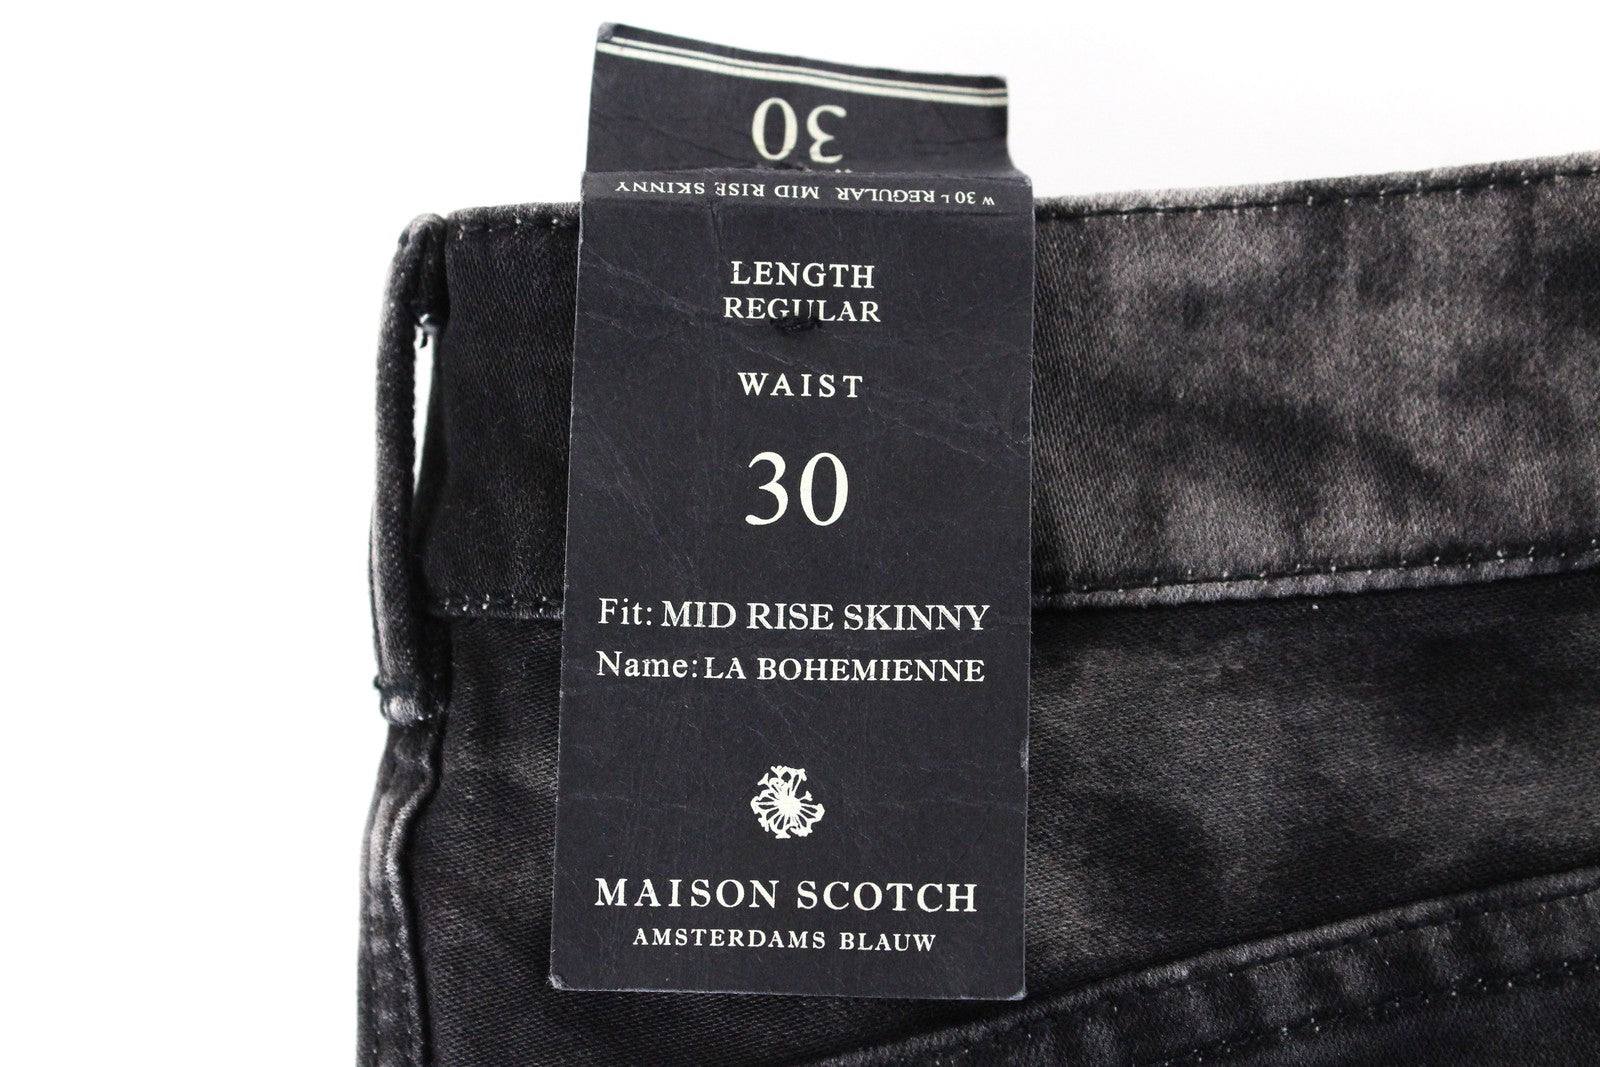 30
W 30 L REGULAR MID RISE SKINNY
LENGTH
REGULAR
WAIST
30
Fit: MID RISE SKINNY
Name: LA BOHEMIENNE
MAISON SCOTCH
AMSTERDAMS BLAUW